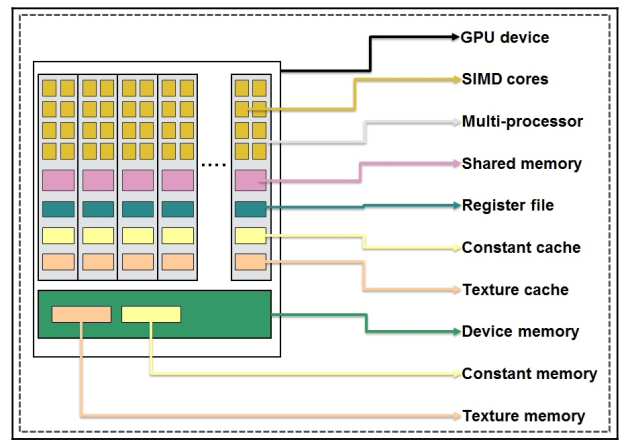 GPU device
SIMD cores
Multi-processor
Shared memory
Register file
Constant cache
Texture cache
Device memory
Constant memory
Texture memory